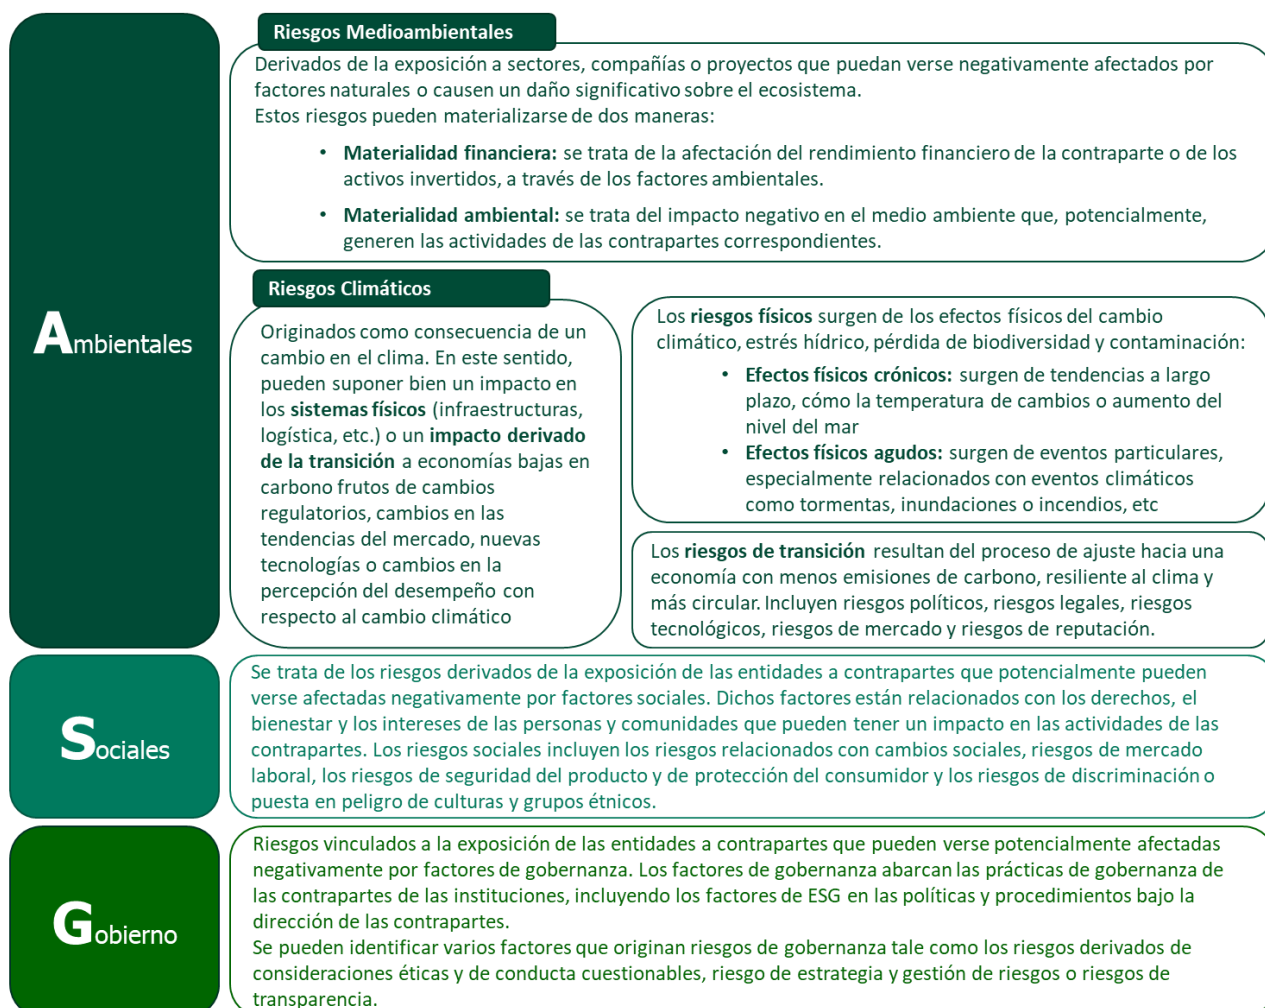 Riesgos Medioambientales
Derivados de la exposición a sectores, compañías o proyectos que puedan verse negativamente afectados por
factores naturales o causen un daño significativo sobre el ecosistema.
Estos riesgos pueden materializarse de dos maneras:
• Materialidad financiera: se trata de la afectación del rendimiento financiero de la contraparte o de los
activos invertidos, a través de los factores ambientales.
• Materialidad ambiental: se trata del impacto negativo en el medio ambiente que, potencialmente,
generen las actividades de las contrapartes correspondientes.
Ambientales
Riesgos Climáticos
Originados como consecuencia de un
cambio en el clima. En este sentido,
pueden suponer bien un impacto en
los sistemas físicos (infraestructuras,
logística, etc.) o un impacto derivado
de la transición a economías bajas en
carbono frutos de cambios
regulatorios, cambios en las
tendencias del mercado, nuevas
tecnologías o cambios en la
percepción del desempeño con
respecto al cambio climático
Los riesgos físicos surgen de los efectos físicos del cambio
climático, estrés hídrico, pérdida de biodiversidad y contaminación:
• Efectos físicos crónicos: surgen de tendencias a largo
plazo, cómo la temperatura de cambios o aumento del
nivel del mar
• Efectos físicos agudos: surgen de eventos particulares,
especialmente relacionados con eventos climáticos
como tormentas, inundaciones o incendios, etc
Los riesgos de transición resultan del proceso de ajuste hacia una
economía con menos emisiones de carbono, resiliente al clima y
más circular. Incluyen riesgos políticos, riesgos legales, riesgos
tecnológicos, riesgos de mercado y riesgos de reputación.
Sociales
Se trata de los riesgos derivados de la exposición de las entidades a contrapartes que potencialmente pueden
verse afectadas negativamente por factores sociales. Dichos factores están relacionados con los derechos, el
bienestar y los intereses de las personas y comunidades que pueden tener un impacto en las actividades de las
contrapartes. Los riesgos sociales incluyen los riesgos relacionados con cambios sociales, riesgos de mercado
laboral, los riesgos de seguridad del producto y de protección del consumidor y los riesgos de discriminación o
puesta en peligro de culturas y grupos étnicos.
Gobierno
Riesgos vinculados a la exposición de las entidades a contrapartes que pueden verse potencialmente afectadas
negativamente por factores de gobernanza. Los factores de gobernanza abarcan las prácticas de gobernanza de
las contrapartes de las instituciones, incluyendo los factores de ESG en las políticas y procedimientos bajo la
dirección de las contrapartes.
Se pueden identificar varios factores que originan riesgos de gobernanza tale como los riesgos derivados de
consideraciones éticas y de conducta cuestionables, riesgo de estrategia y gestión de riesgos o riesgos de
transparencia.